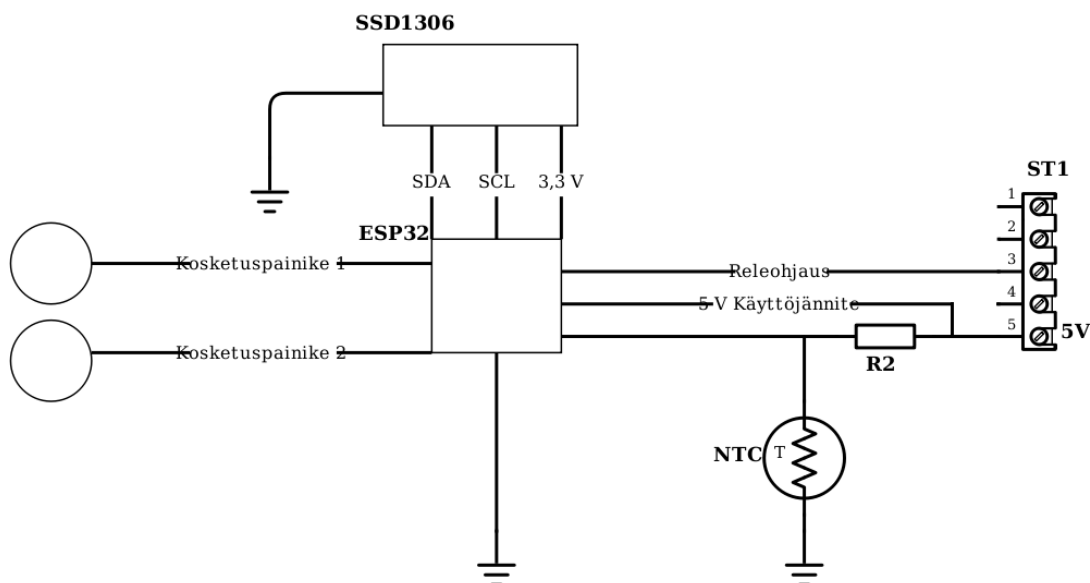 SSD1306
SDA SCL 3,3 V
ST1
1
2
ESP32
Kosketuspainike 1
3
Releohjaus
4
5 V Käyttöjännite
5
5V
Kosketuspainike 2
R2
NTC T